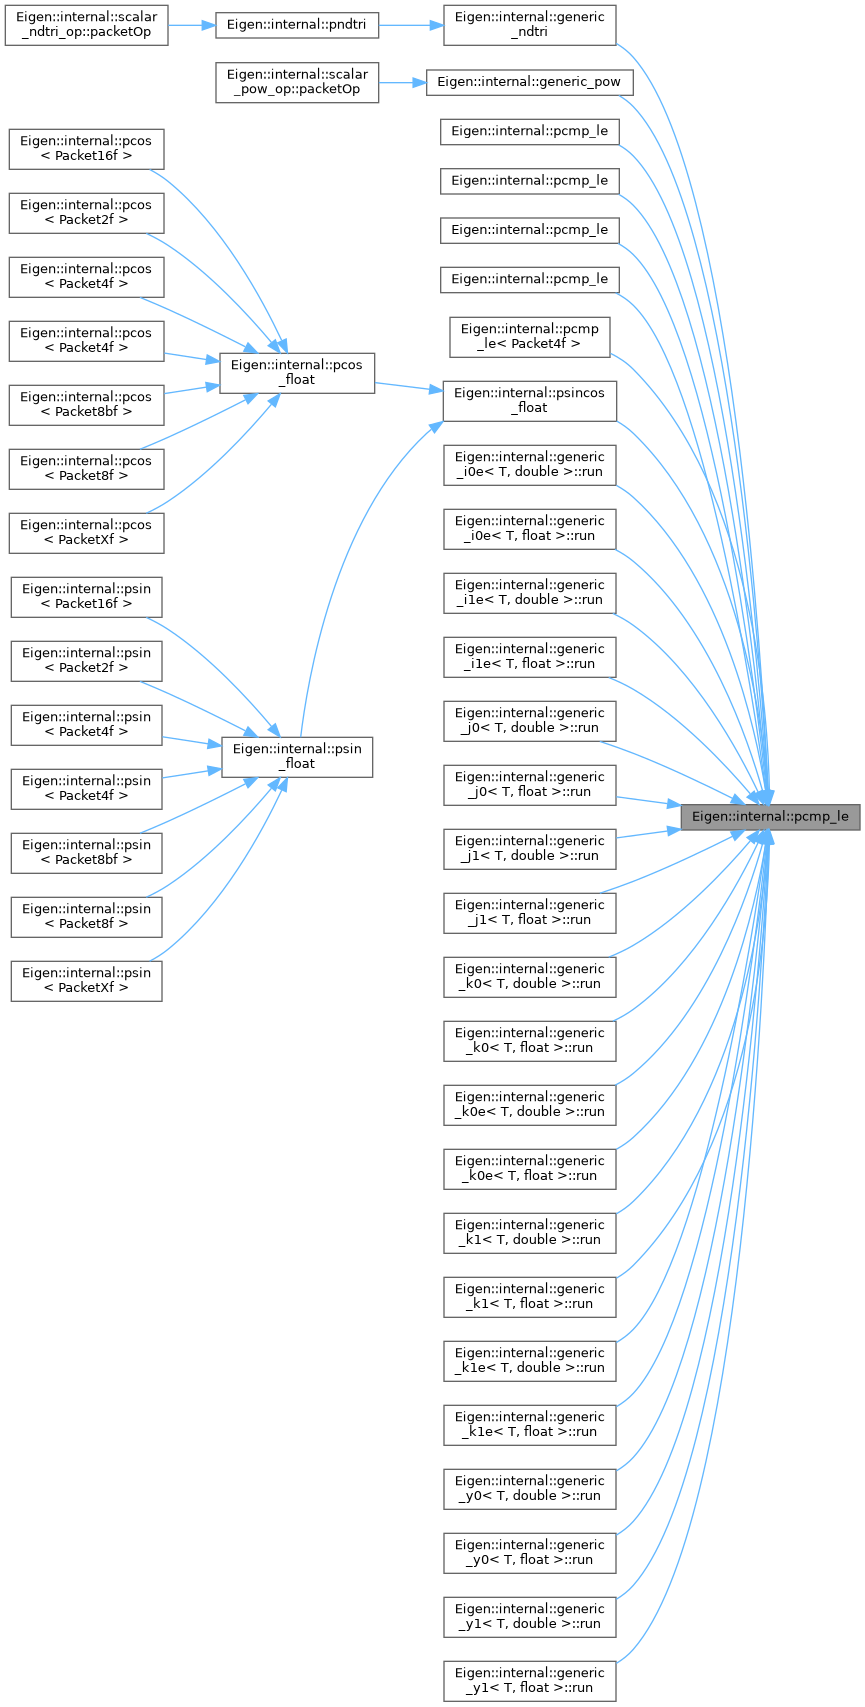 Eigen::internal::scalar
_ndtri_op::packetOp
Eigen::internal::pndtri
Eigen::internal::generic
_ndtri
Eigen::internal::scalar
_pow_op::packetOp
Eigen::internal::generic_pow
Eigen::internal::pcmp_le
Eigen::internal::pcmp_le
Eigen::internal::pcmp_le
Eigen::internal::pcmp_le
Eigen::internal::pcmp
_le< Packet4f >
Eigen::internal::pcos
< Packet16f >
Eigen::internal::pcos
< Packet2f >
Eigen::internal::pcos
< Packet4f >
Eigen::internal::pcos
< Packet4f >
Eigen::internal::pcos
< Packet8bf >
Eigen::internal::pcos
< Packet8f >
Eigen::internal::pcos
< PacketXf >
Eigen::internal::pcos
_float
Eigen::internal::psincos
_float
Eigen::internal::psin
< Packet16f >
Eigen::internal::psin
< Packet2f >
Eigen::internal::psin
< Packet4f >
Eigen::internal::psin
< Packet4f >
Eigen::internal::psin
< Packet8bf >
Eigen::internal::psin
< Packet8f >
Eigen::internal::psin
< PacketXf >
Eigen::internal::psin
_float
Eigen::internal::generic
_i0e< T, double >::run
Eigen::internal::generic
_i0e< T, float >::run
Eigen::internal::generic
_i1e< T, double >::run
Eigen::internal::generic
_i1e< T, float >::run
Eigen::internal::generic
_j0< T, double >::run
Eigen::internal::generic
_j0< T, float >::run
Eigen::internal::generic
_j1< T, double >::run
Eigen::internal::generic
_j1< T, float >::run
Eigen::internal::generic
_k0< T, double >::run
Eigen::internal::generic
_k0< T, float >::run
Eigen::internal::generic
_k0e< T, double >::run
Eigen::internal::generic
_k0e< T, float >::run
Eigen::internal::generic
_k1< T, double >::run
Eigen::internal::generic
_k1< T, float >::run
Eigen::internal::generic
_k1e< T, double >::run
Eigen::internal::generic
_k1e< T, float >::run
Eigen::internal::generic
_y0< T, double >::run
Eigen::internal::generic
_y0< T, float >::run
Eigen::internal::generic
_y1< T, double >::run
Eigen::internal::generic
_y1< T, float >::run
Eigen::internal::pcmp_le